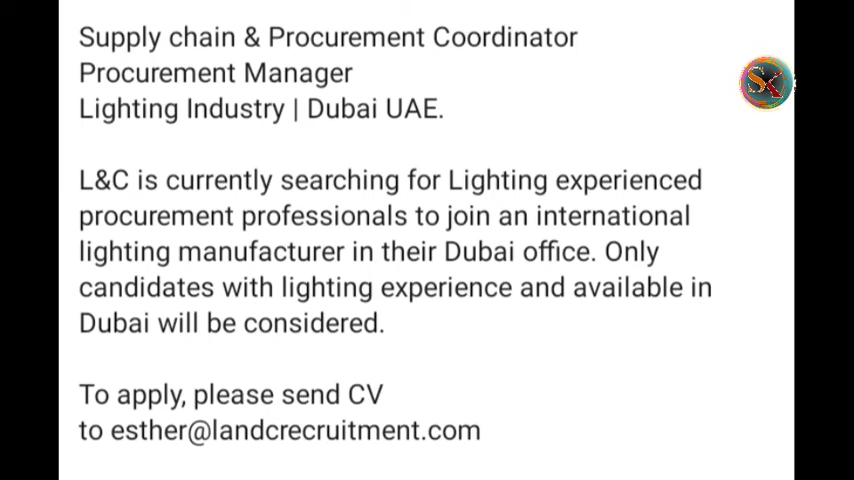 Supply chain & Procurement Coordinator
Procurement Manager
Lighting Industry | Dubai UAE.
L&C is currently searching for Lighting experienced
procurement professionals to join an international
lighting manufacturer in their Dubai office. Only
candidates with lighting experience and available in
Dubai will be considered.
To apply, please send CV
to esther@landcrecruitment.com
SK